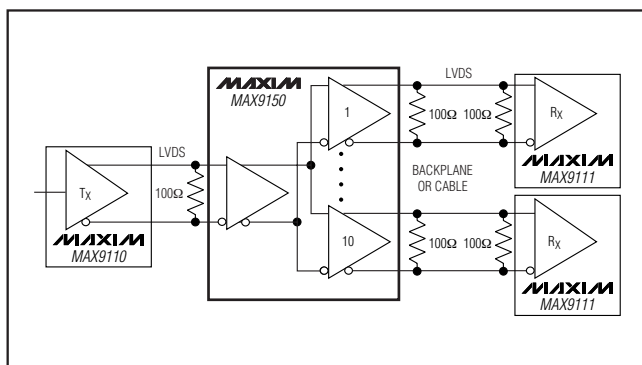 MAXIM
MAX9150
LVDS
1
100Ω
100Ω
RX
MAXIM
MAX9111
TX
LVDS
100Ω
MAXIM
MAX9110
BACKPLANE
OR CABLE
10
100Ω
100Ω
RX
MAXIM
MAX9111